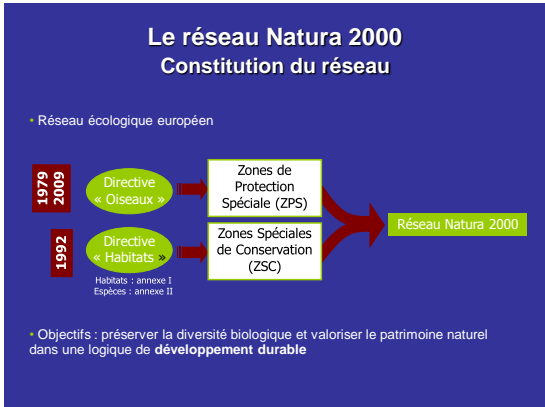 Le réseau Natura 2000
Constitution du réseau
• Réseau écologique européen
1979
2009
Directive
« Oiseaux »
Zones de
Protection
Spéciale (ZPS)
1992
Directive
« Habitats »
Habitats : annexe I
Espèces : annexe II
Zones Spéciales
de Conservation
(ZSC)
Réseau Natura 2000
• Objectifs : préserver la diversité biologique et valoriser le patrimoine naturel
dans une logique de développement durable